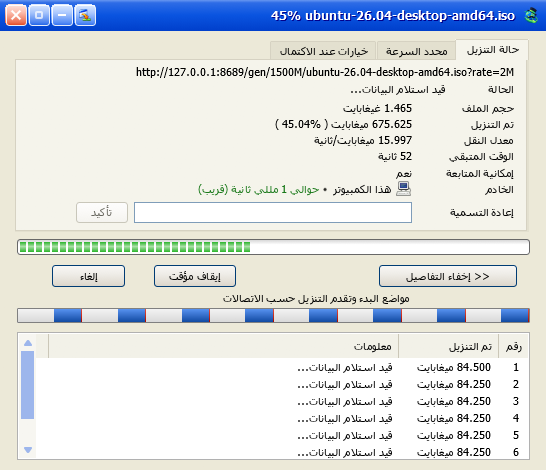 45% ubuntu-26.04-desktop-amd64.iso
حالة التنزيل
محدد السرعة
خيارات عند الاكتمال
http://127.0.0.1:8689/gen/1500M/ubuntu-26.04-desktop-amd64.iso?rate=2M
الحالة قيد استلام البيانات...
حجم الملف 1.465 غيغابايت
تم التنزيل 675.625 ميغابايت ( 45.04% )
معدل النقل 15.997 ميغابايت/ثانية
الوقت المتبقي 52 ثانية
إمكانية المتابعة نعم
الخادم هذا الكمبيوتر • حوالي 1 مللي ثانية (قريب)
إعادة التسمية تأكيد
<< إخفاء التفاصيل إيقاف مؤقت إلغاء
مواضع البدء وتقدم التنزيل حسب الاتصالات
رقم تم التنزيل معلومات
1 84.500 ميغابايت قيد استلام البيانات...
2 84.250 ميغابايت قيد استلام البيانات...
3 84.250 ميغابايت قيد استلام البيانات...
4 84.250 ميغابايت قيد استلام البيانات...
5 84.250 ميغابايت قيد استلام البيانات...
6 84.250 ميغابايت قيد استلام البيانات...